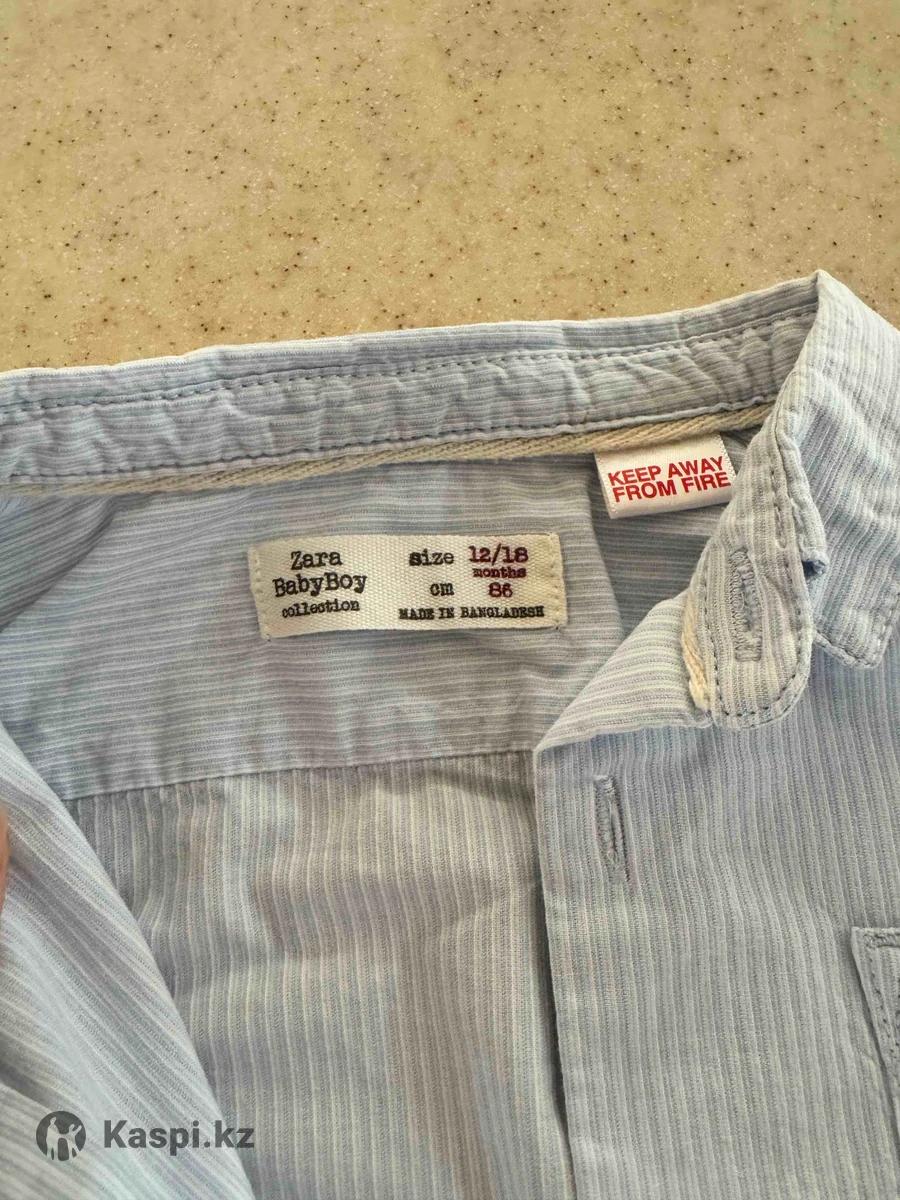 KEEP AWAY
FROM FIRE
Zara
BabyBoy
collection
size 12/18
months
cm 86
MADE IN BANGLADESH
Kaspi.kz